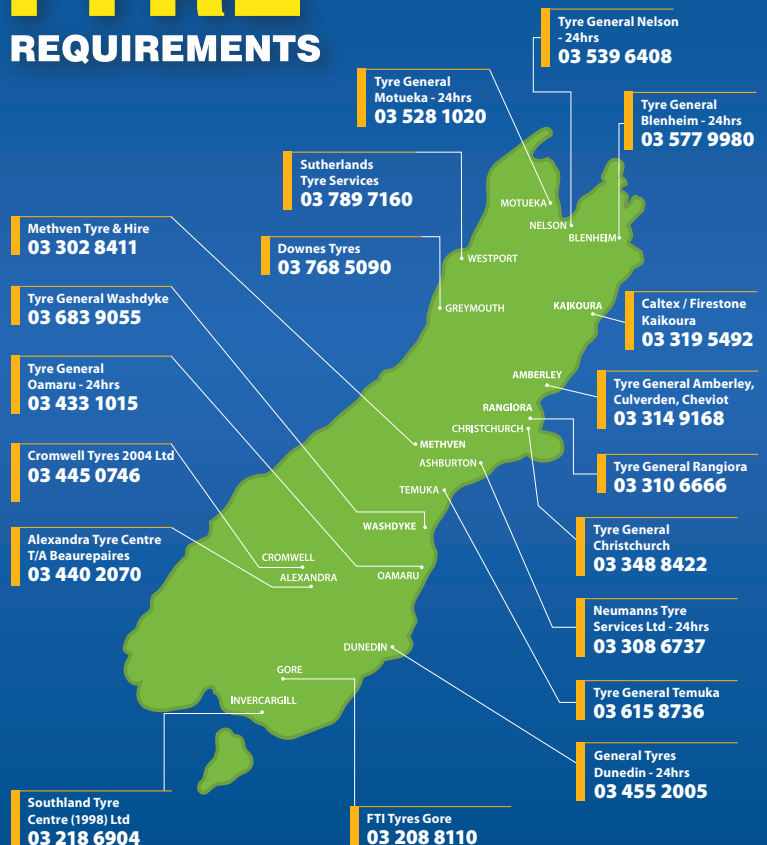 REQUIREMENTS
Tyre General Nelson
- 24hrs
03 539 6408
Tyre General
Motueka - 24hrs
03 528 1020
Tyre General
Blenheim - 24hrs
03 577 9980
Sutherlands
Tyre Services
03 789 7160
Methven Tyre & Hire
03 302 8411
Downes Tyres
03 768 5090
Tyre General Washdyke
03 683 9055
Caltex / Firestone
Kaikoura
03 319 5492
Tyre General
Oamaru - 24hrs
03 433 1015
Tyre General Amberley,
Culverden, Cheviot
03 314 9168
Cromwell Tyres 2004 Ltd
03 445 0746
Tyre General Rangiora
03 310 6666
Alexandra Tyre Centre
T/A Beaurepaires
03 440 2070
Tyre General
Christchurch
03 348 8422
Neumanns Tyre
Services Ltd - 24hrs
03 308 6737
Tyre General Temuka
03 615 8736
General Tyres
Dunedin - 24hrs
03 455 2005
Southland Tyre
Centre (1998) Ltd
03 218 6904
FTI Tyres Gore
03 208 8110
MOTUEKA
NELSON
BLENHEIM
WESTPORT
GREYMOUTH
KAIKOURA
AMBERLEY
RANGIORA
CHRISTCHURCH
METHVEN
ASHBURTON
TEMUKA
WASHDYKE
CROMWELL
ALEXANDRA
OAMARU
DUNEDIN
GORE
INVERCARGILL